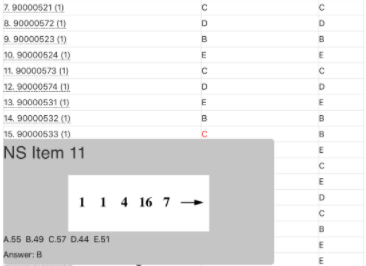 7. 90000521 (1) C C
8. 90000572 (1) D D
9. 90000523 (1) B B
10. 90000524 (1) E E
11. 90000573 (1) C C
12. 90000574 (1) D D
13. 90000531 (1) E E
14. 90000532 (1) B B
15. 90000533 (1) C B
NS Item 11
1 1 4 16 7 →
A.55 B.49 C.57 D.44 E.51
Answer: B
E
C
E
D
C
B
E
E